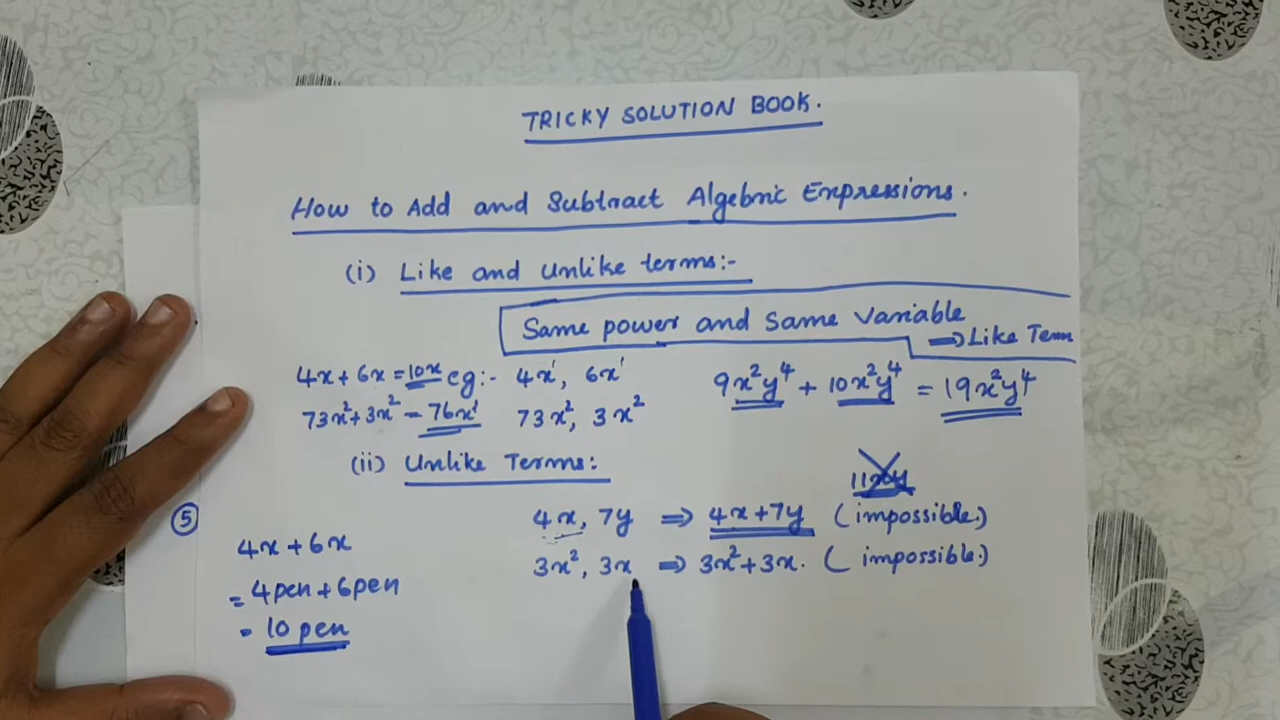 TRICKY SOLUTION BOOK.
How to Add and Subtract Algebric Expressions.
(i) Like and Unlike terms:-
Same power and Same Variable
⇒ Like Term
4x + 6x = 10x eg:- 4x¹, 6x¹
9x²y⁴ + 10x²y⁴ = 19x²y⁴
73x² + 3x² = 76x¹ 73x², 3x²
(ii) Unlike Terms:
11xy
4x, 7y ⇒ 4x + 7y (impossible.)
3x², 3x ⇒ 3x² + 3x. (impossible.)
5
4x + 6x
= 4pen + 6pen
= 10 pen